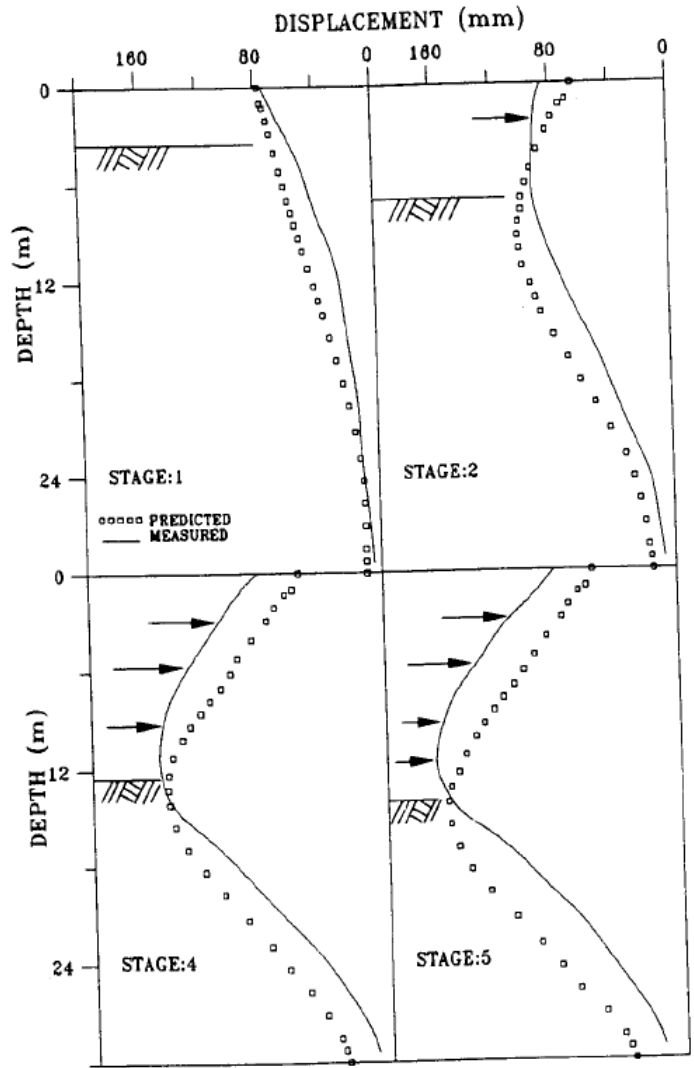 DISPLACEMENT (mm)
160 80 0 160 80 0
0
12
24
DEPTH (m)
STAGE:1
PREDICTED
MEASURED
STAGE:2
0
12
24
DEPTH (m)
STAGE:4
STAGE:5